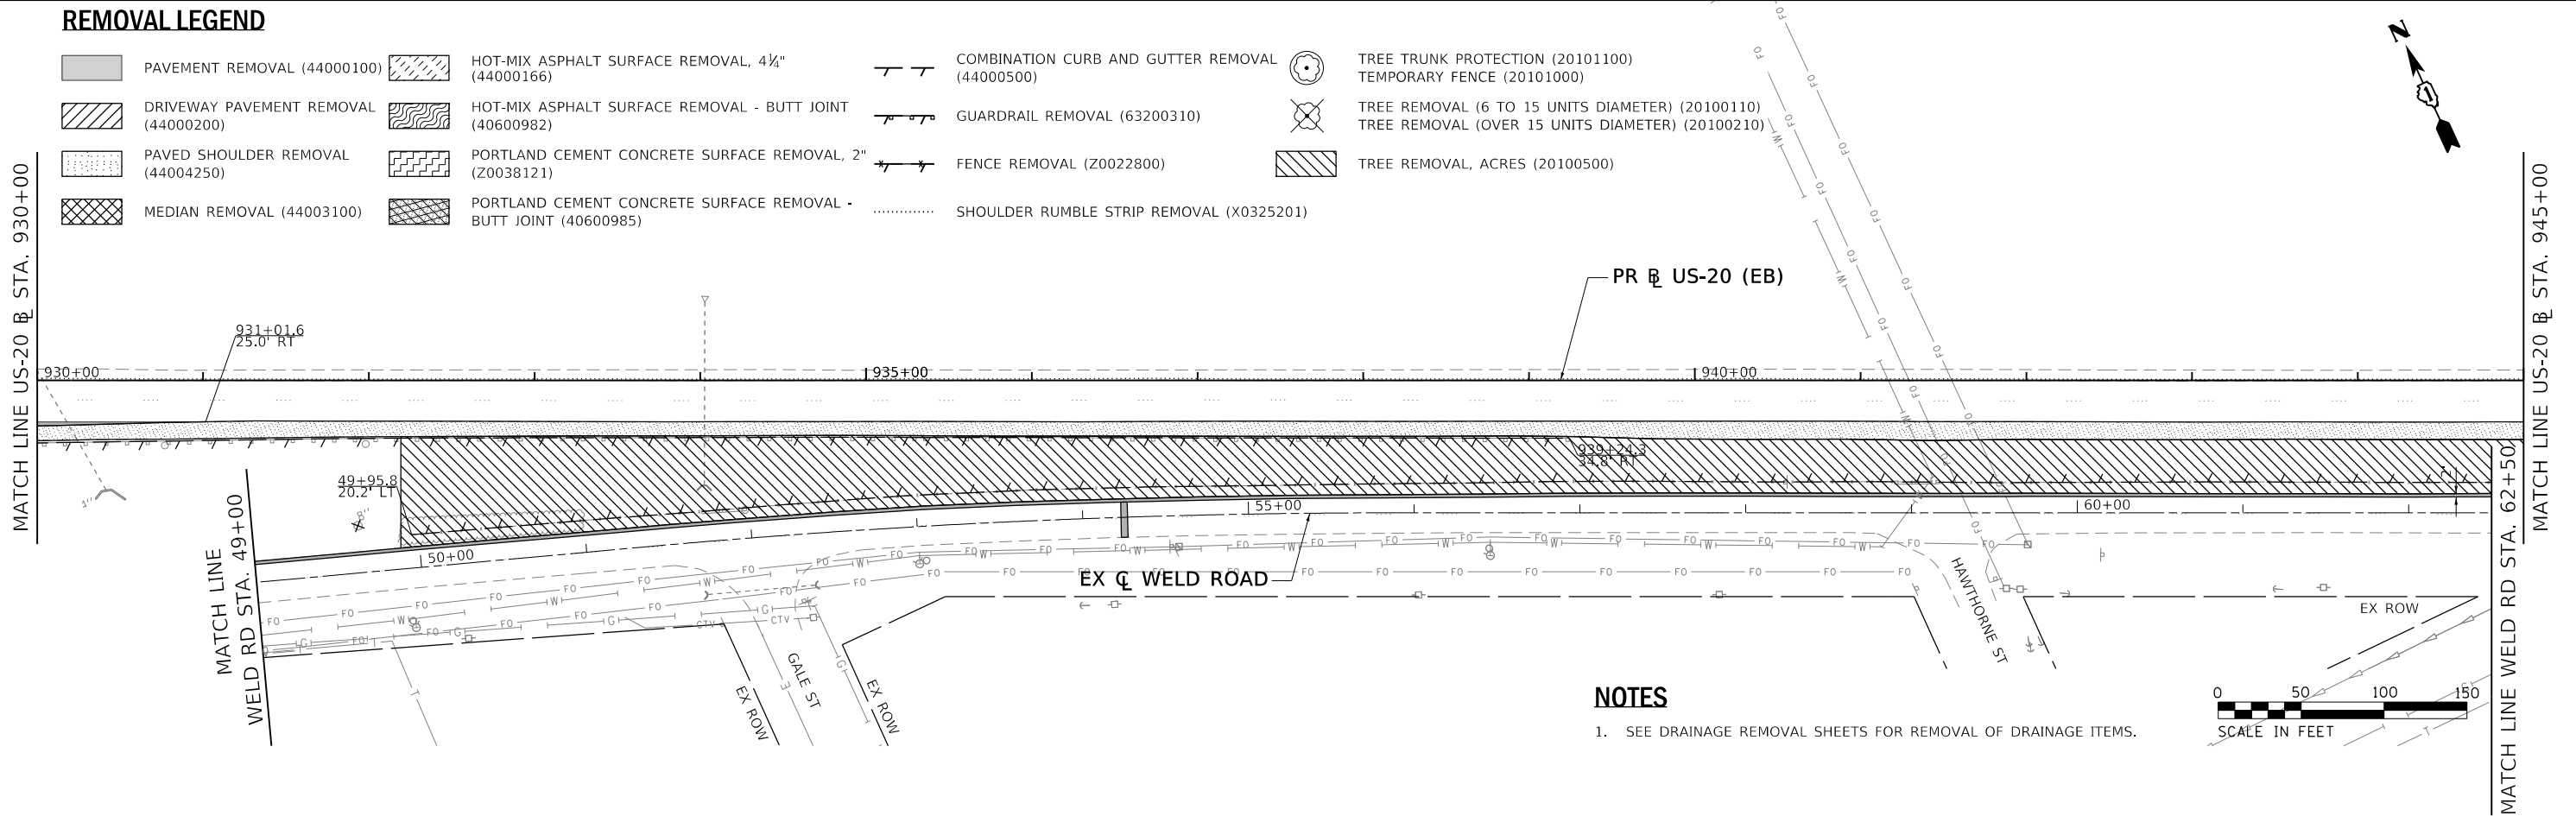 REMOVAL LEGEND
PAVEMENT REMOVAL (44000100)
DRIVEWAY PAVEMENT REMOVAL
(44000200)
PAVED SHOULDER REMOVAL
(44004250)
MEDIAN REMOVAL (44003100)
HOT-MIX ASPHALT SURFACE REMOVAL, 4¼"
(44000166)
HOT-MIX ASPHALT SURFACE REMOVAL - BUTT JOINT
(40600982)
PORTLAND CEMENT CONCRETE SURFACE REMOVAL, 2"
(Z0038121)
PORTLAND CEMENT CONCRETE SURFACE REMOVAL -
BUTT JOINT (40600985)
COMBINATION CURB AND GUTTER REMOVAL
(44000500)
GUARDRAIL REMOVAL (63200310)
FENCE REMOVAL (Z0022800)
SHOULDER RUMBLE STRIP REMOVAL (X0325201)
TREE TRUNK PROTECTION (20101100)
TEMPORARY FENCE (20101000)
TREE REMOVAL (6 TO 15 UNITS DIAMETER) (20100110)
TREE REMOVAL (OVER 15 UNITS DIAMETER) (20100210)
TREE REMOVAL, ACRES (20100500)
N
1
MATCH LINE US-20 ℄ STA. 930+00
MATCH LINE US-20 ℄ STA. 945+00
PR ℄ US-20 (EB)
931+01.6
25.0' RT
930+00
935+00
940+00
939+24.3
34.8' RT
49+95.8
20.2' LT
8"
2'
50+00
55+00
60+00
EX ℄ WELD ROAD
MATCH LINE
WELD RD STA. 49+00
MATCH LINE WELD RD STA. 62+50
GALE ST
EX ROW
EX ROW
HAWTHORNE ST
EX ROW
NOTES
1. SEE DRAINAGE REMOVAL SHEETS FOR REMOVAL OF DRAINAGE ITEMS.
0 50 100 150
SCALE IN FEET